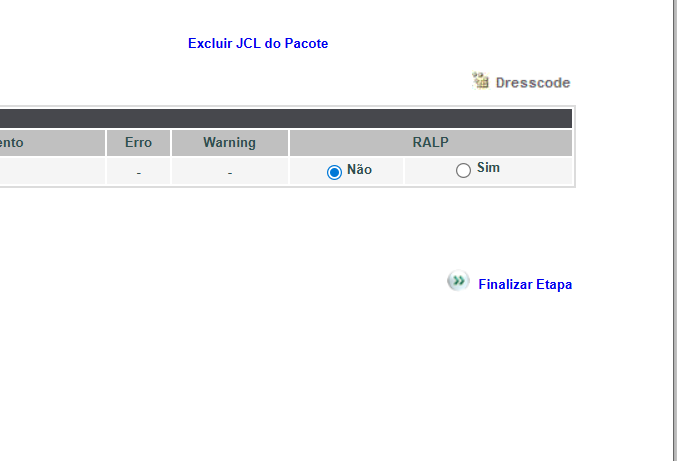 Excluir JCL do Pacote
Dresscode
ento Erro Warning RALP
- - Não Sim
Finalizar Etapa